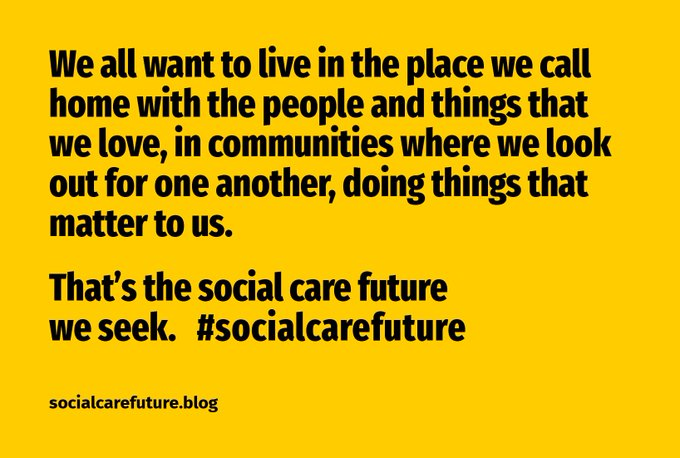 We all want to live in the place we call
home with the people and things that
we love, in communities where we look
out for one another, doing things that
matter to us.
That’s the social care future
we seek. #socialcarefuture
socialcarefuture.blog